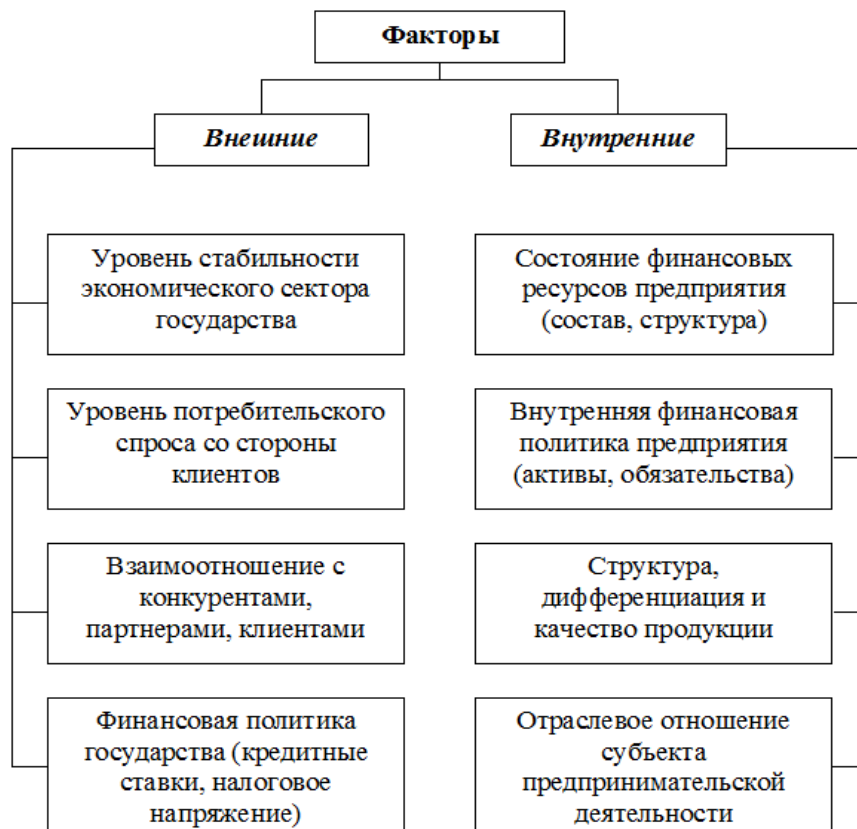 Факторы
Внешние
Внутренние
Уровень стабильности
экономического сектора
государства
Состояние финансовых
ресурсов предприятия
(состав, структура)
Уровень потребительского
спроса со стороны
клиентов
Внутренняя финансовая
политика предприятия
(активы, обязательства)
Взаимоотношение с
конкурентами,
партнерами, клиентами
Структура,
дифференциация и
качество продукции
Финансовая политика
государства (кредитные
ставки, налоговое
напряжение)
Отраслевое отношение
субъекта
предпринимательской
деятельности